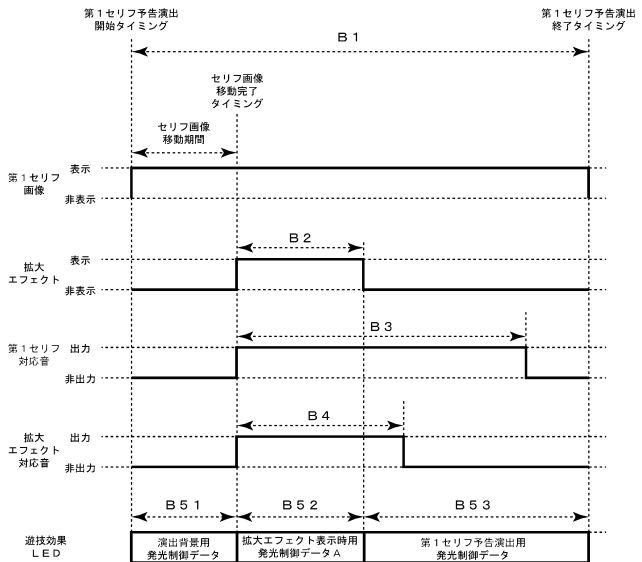 第１セリフ予告演出
開始タイミング
第１セリフ予告演出
終了タイミング
Ｂ１
セリフ画像
移動完了
タイミング
セリフ画像
移動期間
第１セリフ
画像
表示
非表示
Ｂ２
拡大
エフェクト
表示
非表示
Ｂ３
第１セリフ
対応音
出力
非出力
Ｂ４
拡大
エフェクト
対応音
出力
非出力
Ｂ５１
Ｂ５２
Ｂ５３
遊技効果
ＬＥＤ
演出背景用
発光制御データ
拡大エフェクト表示時用
発光制御データＡ
第１セリフ予告演出用
発光制御データ